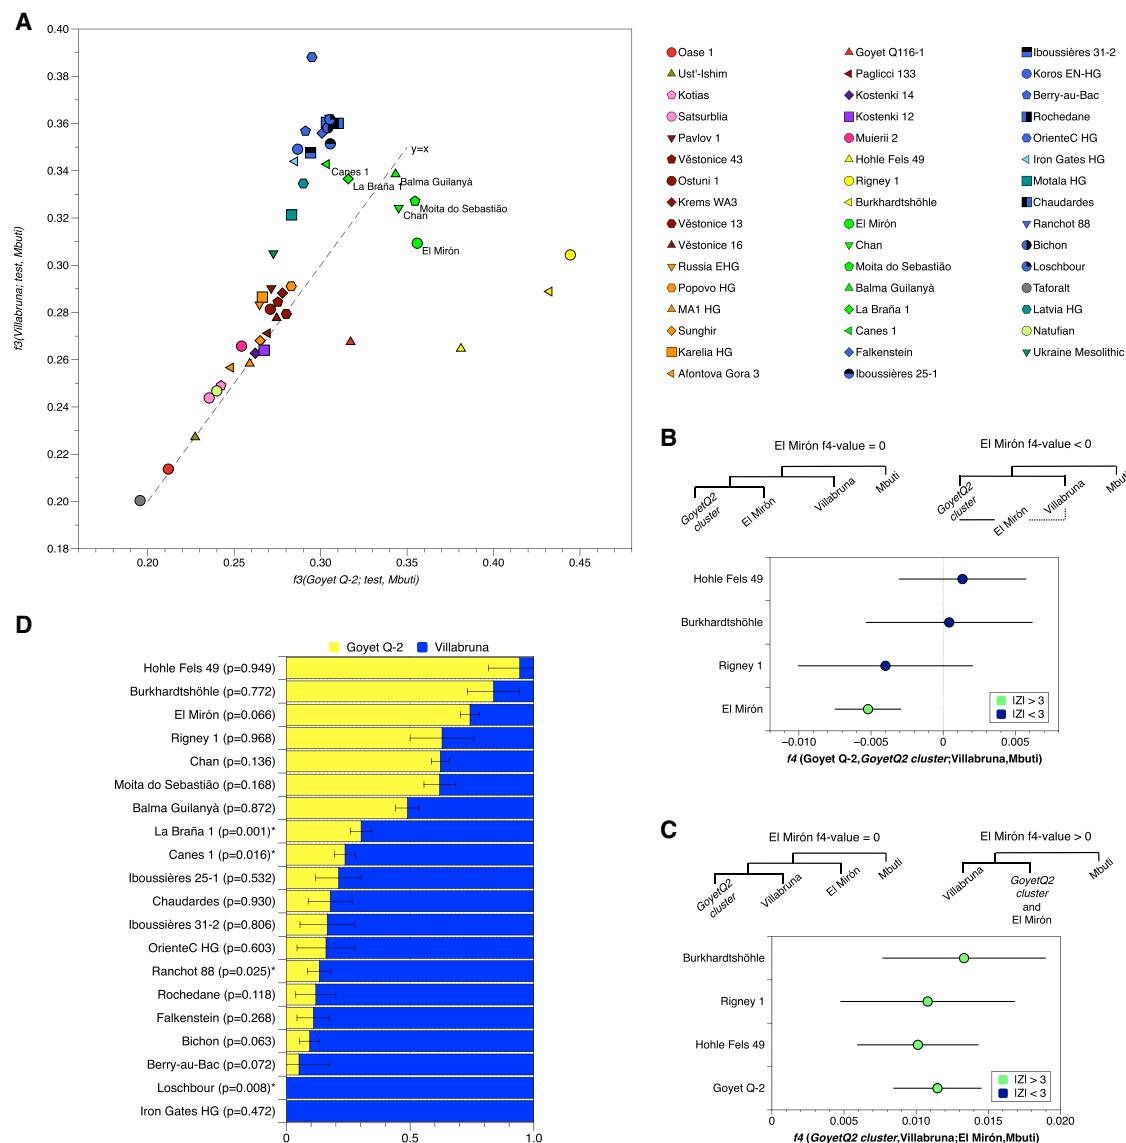 A
0.40
0.38
0.36
0.34
0.32
0.30
0.28
0.26
0.24
0.22
0.20
0.18
f3(Villabruna; test, Mbuti)
0.20
0.25
0.30
0.35
0.40
0.45
f3(Goyet Q-2; test, Mbuti)
y=x
Canes 1
La Braña 1
Balma Guilanyà
Moita do Sebastião
Chan
El Mirón
Oase 1
Ust'-Ishim
Kotias
Satsurblia
Pavlov 1
Vĕstonice 43
Ostuni 1
Krems WA3
Vĕstonice 13
Vĕstonice 16
Russia EHG
Popovo HG
MA1 HG
Sunghir
Karelia HG
Afontova Gora 3
Goyet Q116-1
Paglicci 133
Kostenki 14
Kostenki 12
Muierii 2
Hohle Fels 49
Rigney 1
Burkhardtshöhle
El Mirón
Chan
Moita do Sebastião
Balma Guilanyà
La Braña 1
Canes 1
Falkenstein
Iboussières 25-1
Iboussières 31-2
Koros EN-HG
Berry-au-Bac
Rochedane
OrienteC HG
Iron Gates HG
Motala HG
Chaudardes
Ranchot 88
Bichon
Loschbour
Taforalt
Latvia HG
Natufian
Ukraine Mesolithic
B
El Mirón f4-value = 0
GoyetQ2
cluster
El Mirón
Villabruna
Mbuti
El Mirón f4-value < 0
GoyetQ2
cluster
El Mirón
Villabruna
Mbuti
Hohle Fels 49
Burkhardtshöhle
Rigney 1
El Mirón
|Z| > 3
|Z| < 3
−0.010
−0.005
0
0.005
f4 (Goyet Q-2,GoyetQ2 cluster;Villabruna,Mbuti)
C
El Mirón f4-value = 0
GoyetQ2
cluster
Villabruna
El Mirón
Mbuti
El Mirón f4-value > 0
Villabruna
GoyetQ2
cluster
and
El Mirón
Mbuti
Burkhardtshöhle
Rigney 1
Hohle Fels 49
Goyet Q-2
|Z| > 3
|Z| < 3
0
0.005
0.010
0.015
0.020
f4 (GoyetQ2 cluster,Villabruna;El Mirón,Mbuti)
D
Goyet Q-2
Villabruna
Hohle Fels 49 (p=0.949)
Burkhardtshöhle (p=0.772)
El Mirón (p=0.066)
Rigney 1 (p=0.968)
Chan (p=0.136)
Moita do Sebastião (p=0.168)
Balma Guilanyà (p=0.872)
La Braña 1 (p=0.001)*
Canes 1 (p=0.016)*
Iboussières 25-1 (p=0.532)
Chaudardes (p=0.930)
Iboussières 31-2 (p=0.806)
OrienteC HG (p=0.603)
Ranchot 88 (p=0.025)*
Rochedane (p=0.118)
Falkenstein (p=0.268)
Bichon (p=0.063)
Berry-au-Bac (p=0.072)
Loschbour (p=0.008)*
Iron Gates HG (p=0.472)
0
0.5
1.0